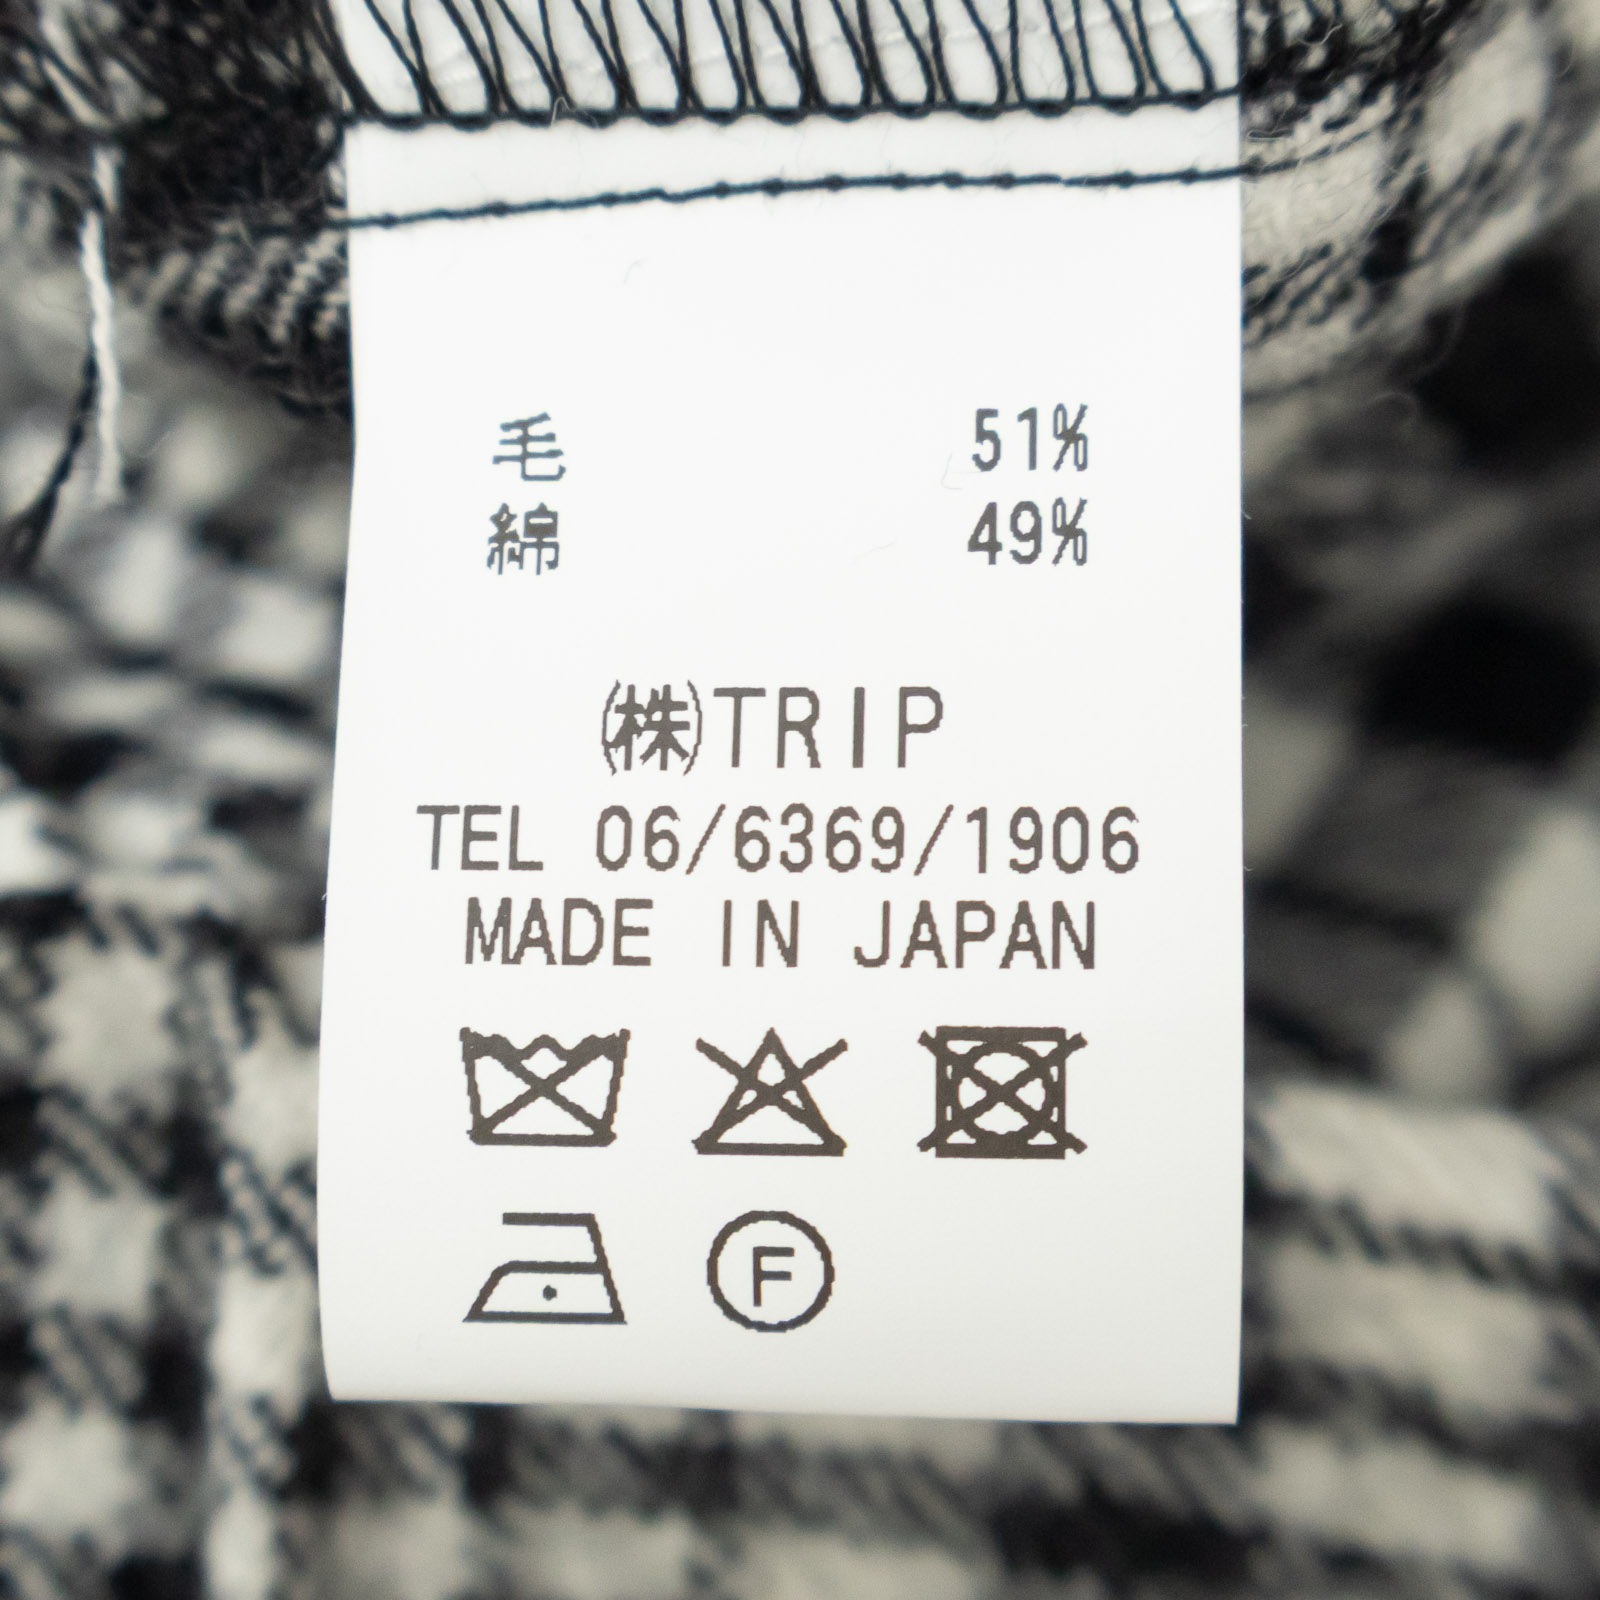 毛 51%
綿 49%
㈱TRIP
TEL 06/6369/1906
MADE IN JAPAN
F